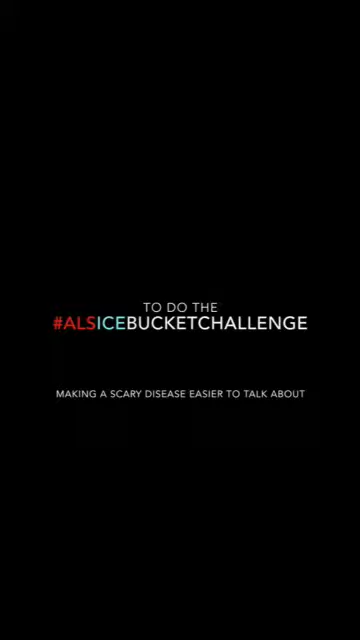 TO DO THE
#ALSICEBUCKETCHALLENGE
MAKING A SCARY DISEASE EASIER TO TALK ABOUT